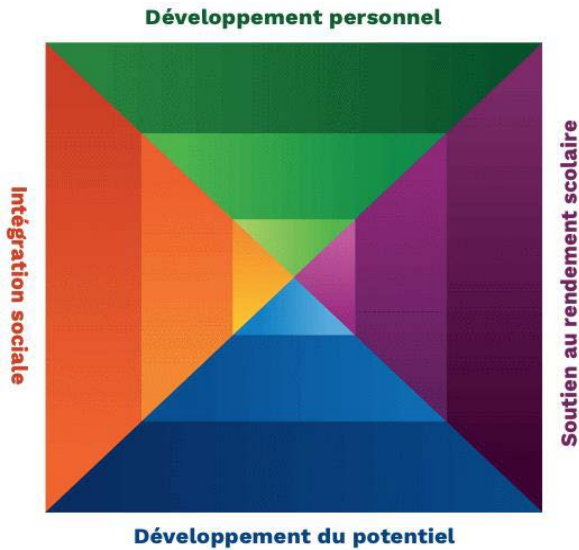 Développement personnel
Intégration sociale
Soutien au rendement scolaire
Développement du potentiel